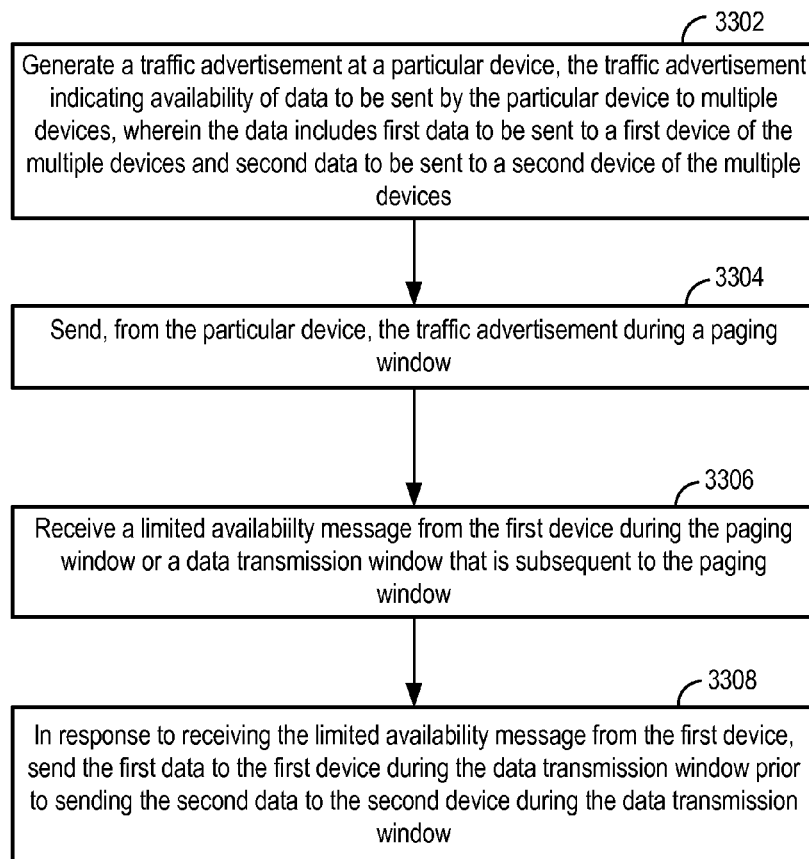 3302
Generate a traffic advertisement at a particular device, the traffic advertisement
indicating availability of data to be sent by the particular device to multiple
devices, wherein the data includes first data to be sent to a first device of the
multiple devices and second data to be sent to a second device of the multiple
devices
3304
Send, from the particular device, the traffic advertisement during a paging
window
3306
Receive a limited availabiilty message from the first device during the paging
window or a data transmission window that is subsequent to the paging
window
3308
In response to receiving the limited availability message from the first device,
send the first data to the first device during the data transmission window prior
to sending the second data to the second device during the data transmission
window